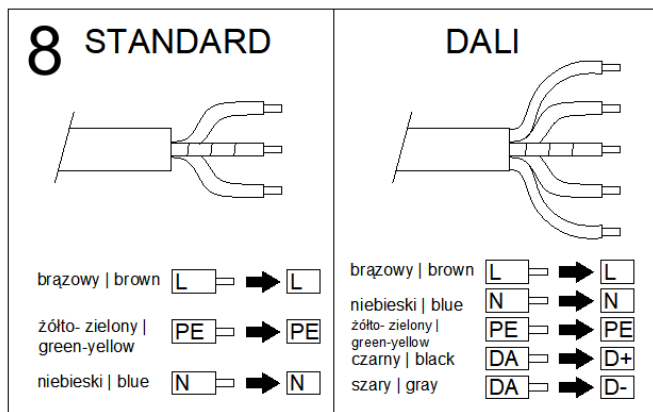 8 STANDARD
brązowy | brown L L
żółto- zielony |
green-yellow PE PE
niebieski | blue N N
DALI
brązowy | brown L L
niebieski | blue N N
żółto- zielony |
green-yellow PE PE
czarny | black DA D+
szary | gray DA D-